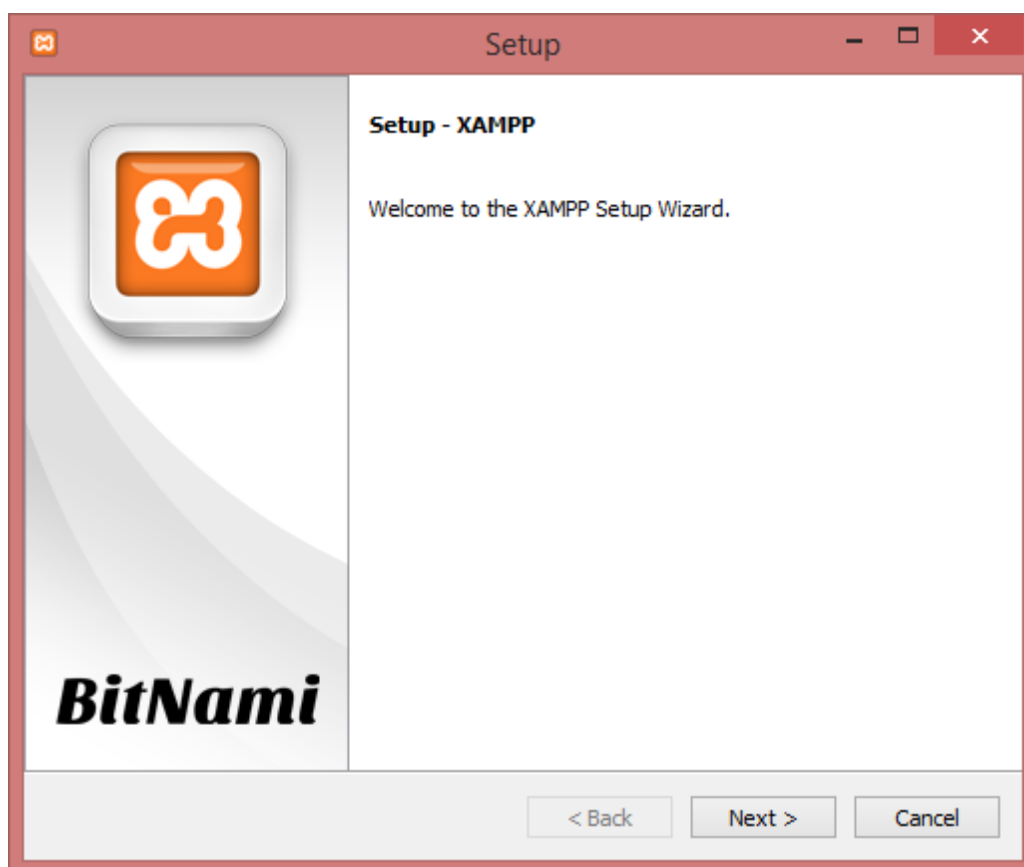 Setup
Setup - XAMPP
Welcome to the XAMPP Setup Wizard.
BitNami
< Back
Next >
Cancel